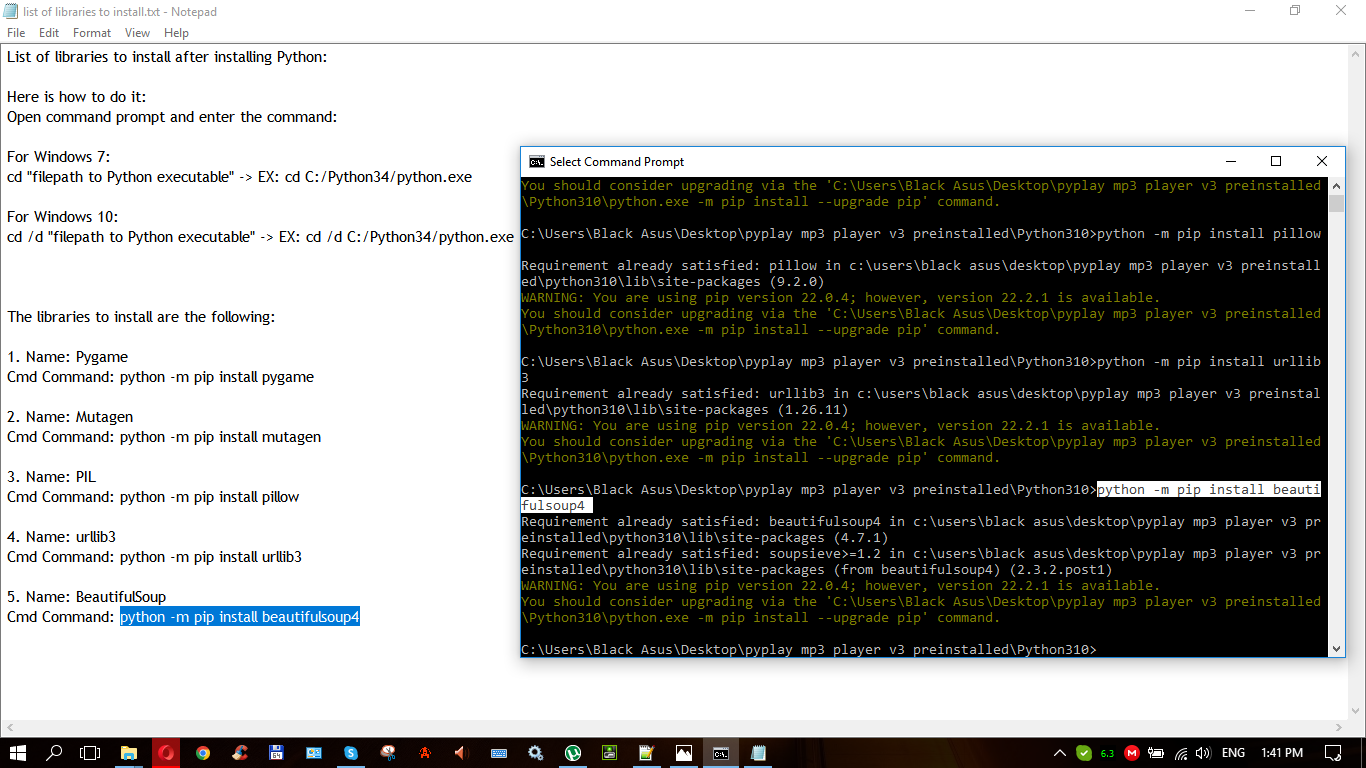 list of libraries to install.txt - Notepad
File Edit Format View Help
List of libraries to install after installing Python:
Here is how to do it:
Open command prompt and enter the command:
For Windows 7:
cd "filepath to Python executable" -> EX: cd C:/Python34/python.exe
For Windows 10:
cd /d "filepath to Python executable" -> EX: cd /d C:/Python34/python.exe
The libraries to install are the following:
1. Name: Pygame
Cmd Command: python -m pip install pygame
2. Name: Mutagen
Cmd Command: python -m pip install mutagen
3. Name: PIL
Cmd Command: python -m pip install pillow
4. Name: urllib3
Cmd Command: python -m pip install urllib3
5. Name: BeautifulSoup
Cmd Command: python -m pip install beautifulsoup4
C:\. Select Command Prompt
You should consider upgrading via the 'C:\Users\Black Asus\Desktop\pyplay mp3 player v3 preinstalled
\Python310\python.exe -m pip install --upgrade pip' command.
C:\Users\Black Asus\Desktop\pyplay mp3 player v3 preinstalled\Python310>python -m pip install pillow
Requirement already satisfied: pillow in c:\users\black asus\desktop\pyplay mp3 player v3 preinstall
ed\python310\lib\site-packages (9.2.0)
WARNING: You are using pip version 22.0.4; however, version 22.2.1 is available.
You should consider upgrading via the 'C:\Users\Black Asus\Desktop\pyplay mp3 player v3 preinstalled
\Python310\python.exe -m pip install --upgrade pip' command.
C:\Users\Black Asus\Desktop\pyplay mp3 player v3 preinstalled\Python310>python -m pip install urllib
3
Requirement already satisfied: urllib3 in c:\users\black asus\desktop\pyplay mp3 player v3 preinstal
led\python310\lib\site-packages (1.26.11)
WARNING: You are using pip version 22.0.4; however, version 22.2.1 is available.
You should consider upgrading via the 'C:\Users\Black Asus\Desktop\pyplay mp3 player v3 preinstalled
\Python310\python.exe -m pip install --upgrade pip' command.
C:\Users\Black Asus\Desktop\pyplay mp3 player v3 preinstalled\Python310>python -m pip install beauti
fulsoup4
Requirement already satisfied: beautifulsoup4 in c:\users\black asus\desktop\pyplay mp3 player v3 pr
einstalled\python310\lib\site-packages (4.7.1)
Requirement already satisfied: soupsieve>=1.2 in c:\users\black asus\desktop\pyplay mp3 player v3 pr
einstalled\python310\lib\site-packages (from beautifulsoup4) (2.3.2.post1)
WARNING: You are using pip version 22.0.4; however, version 22.2.1 is available.
You should consider upgrading via the 'C:\Users\Black Asus\Desktop\pyplay mp3 player v3 preinstalled
\Python310\python.exe -m pip install --upgrade pip' command.
C:\Users\Black Asus\Desktop\pyplay mp3 player v3 preinstalled\Python310>
64 6.3 M ENG 1:41 PM